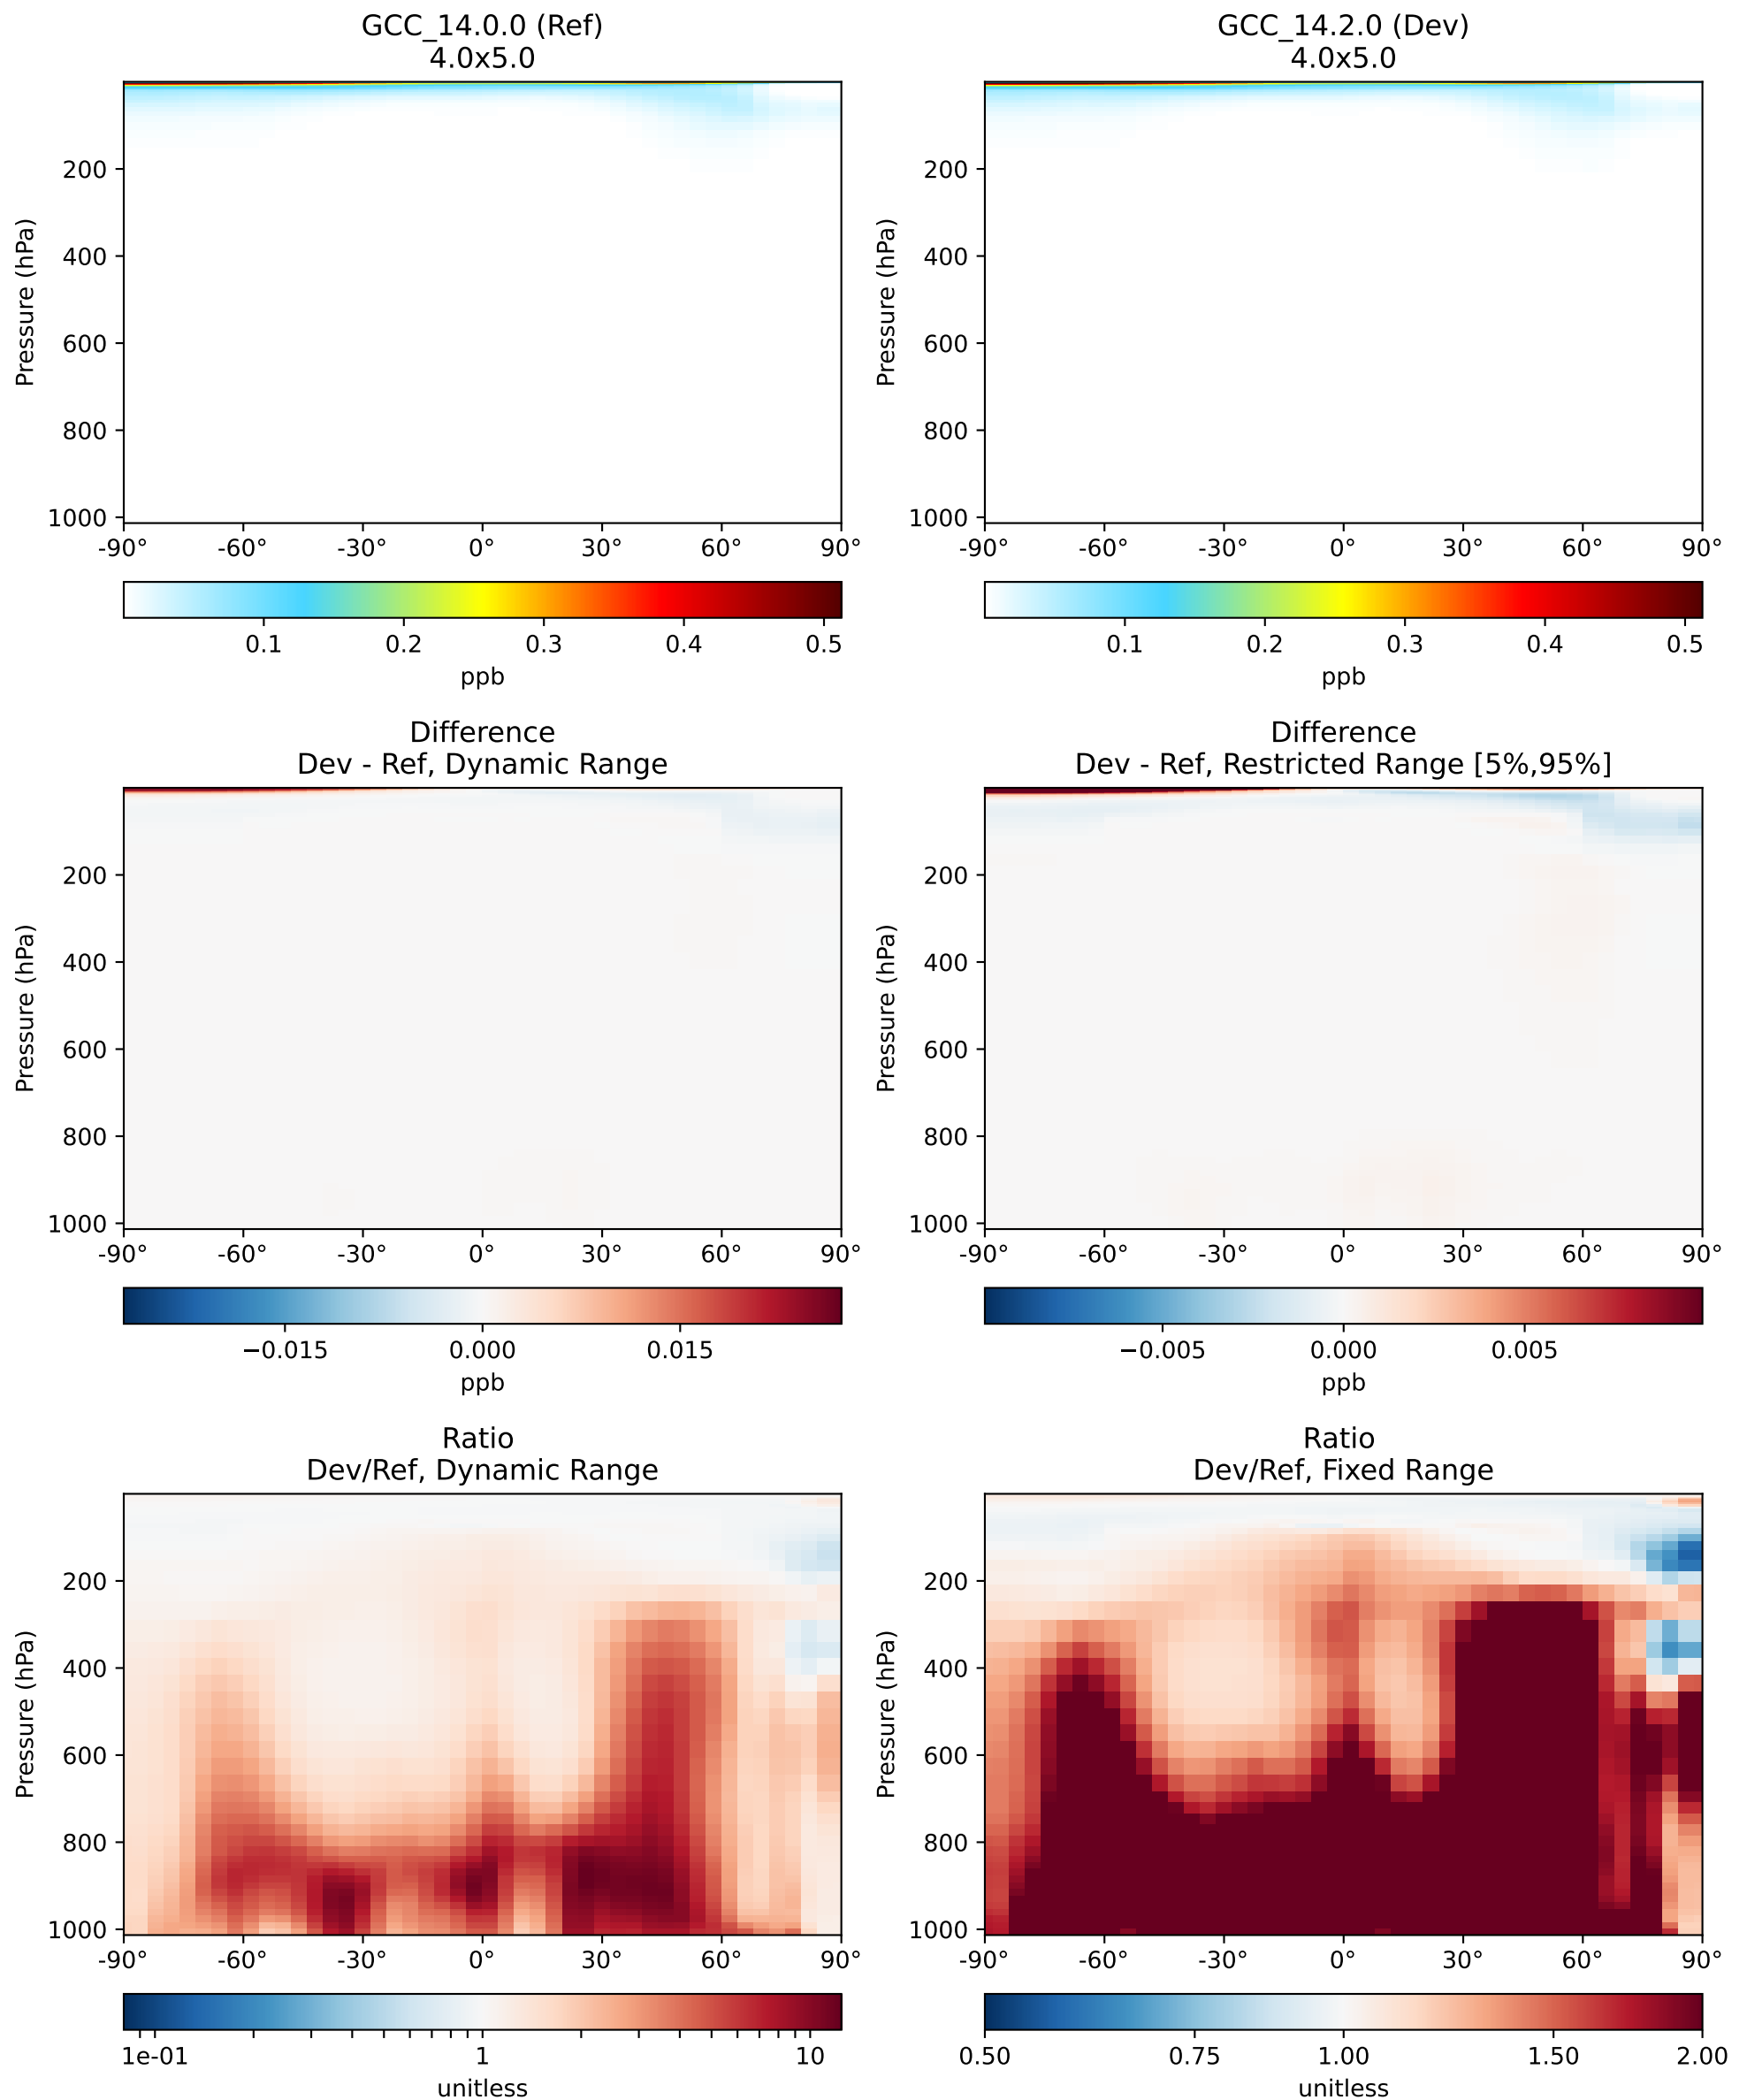 GCC_14.0.0 (Ref)
4.0x5.0
Pressure (hPa)
200
400
600
800
1000
-90° -60° -30° 0° 30° 60° 90°
0.1 0.2 0.3 0.4 0.5
ppb
GCC_14.2.0 (Dev)
4.0x5.0
Pressure (hPa)
200
400
600
800
1000
-90° -60° -30° 0° 30° 60° 90°
0.1 0.2 0.3 0.4 0.5
ppb
Difference
Dev - Ref, Dynamic Range
Pressure (hPa)
200
400
600
800
1000
-90° -60° -30° 0° 30° 60° 90°
−0.015 0.000 0.015
ppb
Difference
Dev - Ref, Restricted Range [5%,95%]
Pressure (hPa)
200
400
600
800
1000
-90° -60° -30° 0° 30° 60° 90°
−0.005 0.000 0.005
ppb
Ratio
Dev/Ref, Dynamic Range
Pressure (hPa)
200
400
600
800
1000
-90° -60° -30° 0° 30° 60° 90°
1e-01 1 10
unitless
Ratio
Dev/Ref, Fixed Range
Pressure (hPa)
200
400
600
800
1000
-90° -60° -30° 0° 30° 60° 90°
0.50 0.75 1.00 1.50 2.00
unitless